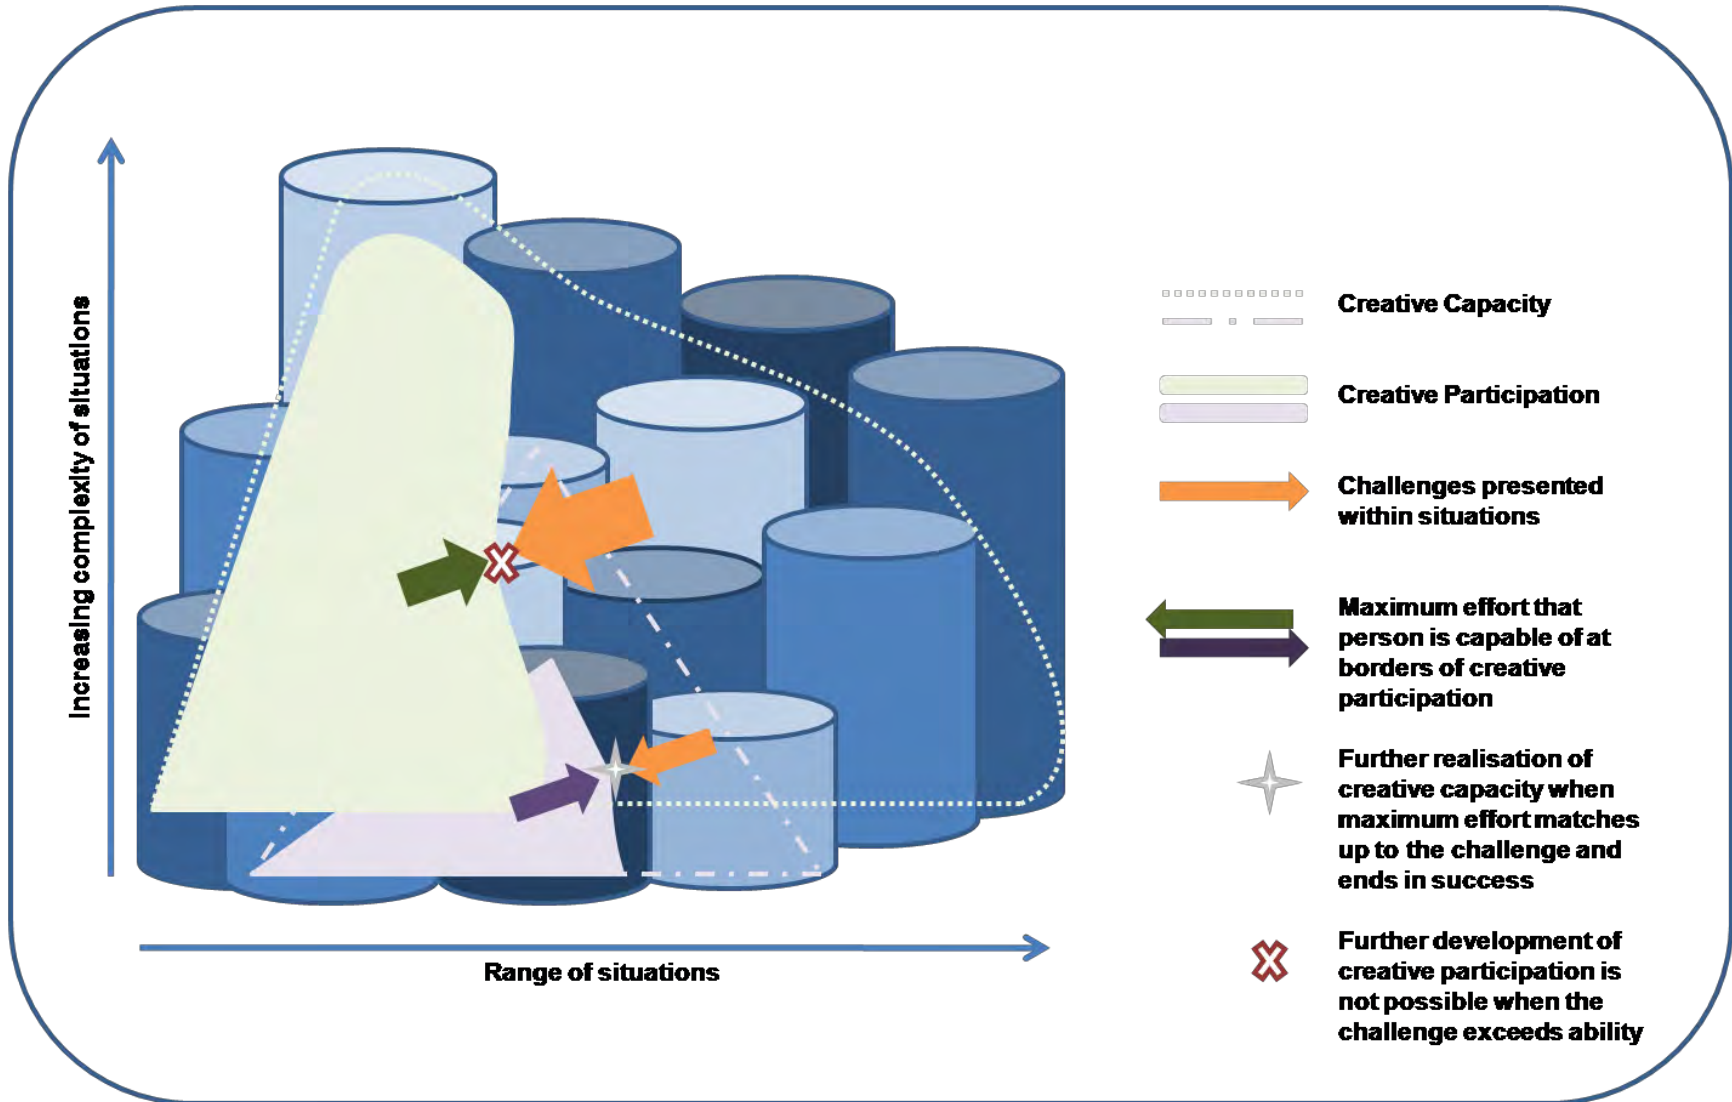 Increasing complexity of situations
Range of situations
Creative Capacity
Creative Participation
Challenges presented
within situations
Maximum effort that
person is capable of at
borders of creative
participation
Further realisation of
creative capacity when
maximum effort matches
up to the challenge and
ends in success
Further development of
creative participation is
not possible when the
challenge exceeds ability